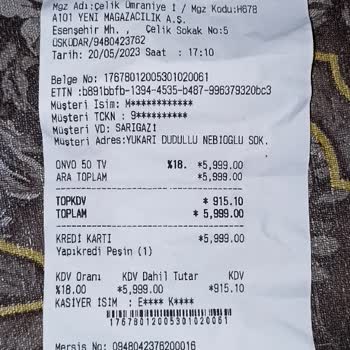 Mgz Adı:Çelik Ümraniye I / Mgz Kodu:H678
A101 YENİ MAGAZACILIK A.Ş.
Esenşehir Mh. , Çelik Sokak No:5
ÜSKÜDAR/9480423762
Tarih: 20/05/2023 Saat : 17:10
Belge No: 17678012005301020061
ETTN :b891bbfb-1394-4535-b487-996379320bc3
Müşteri Isim: M************
Müşteri TCKN : 9**********
Müşteri VD: SARIGAZİ
Müşteri Adres:YUKARI DUDULLU NEBIOGLU SOK.
ONVO 50 TV %18. *5,999.00
ARA TOPLAM *5,999.00
TOPKDV * 915.10
TOPLAM * 5,999.00
KREDİ KARTI *5,999.00
Yapıkredi Peşin (1)
KDV Oranı KDV Dahil Tutar KDV
%18.00 *5,999.00 *915.10
KASİYER ISIM : E**** K****
17678012005301020061
Mersis No: 0948042376200016